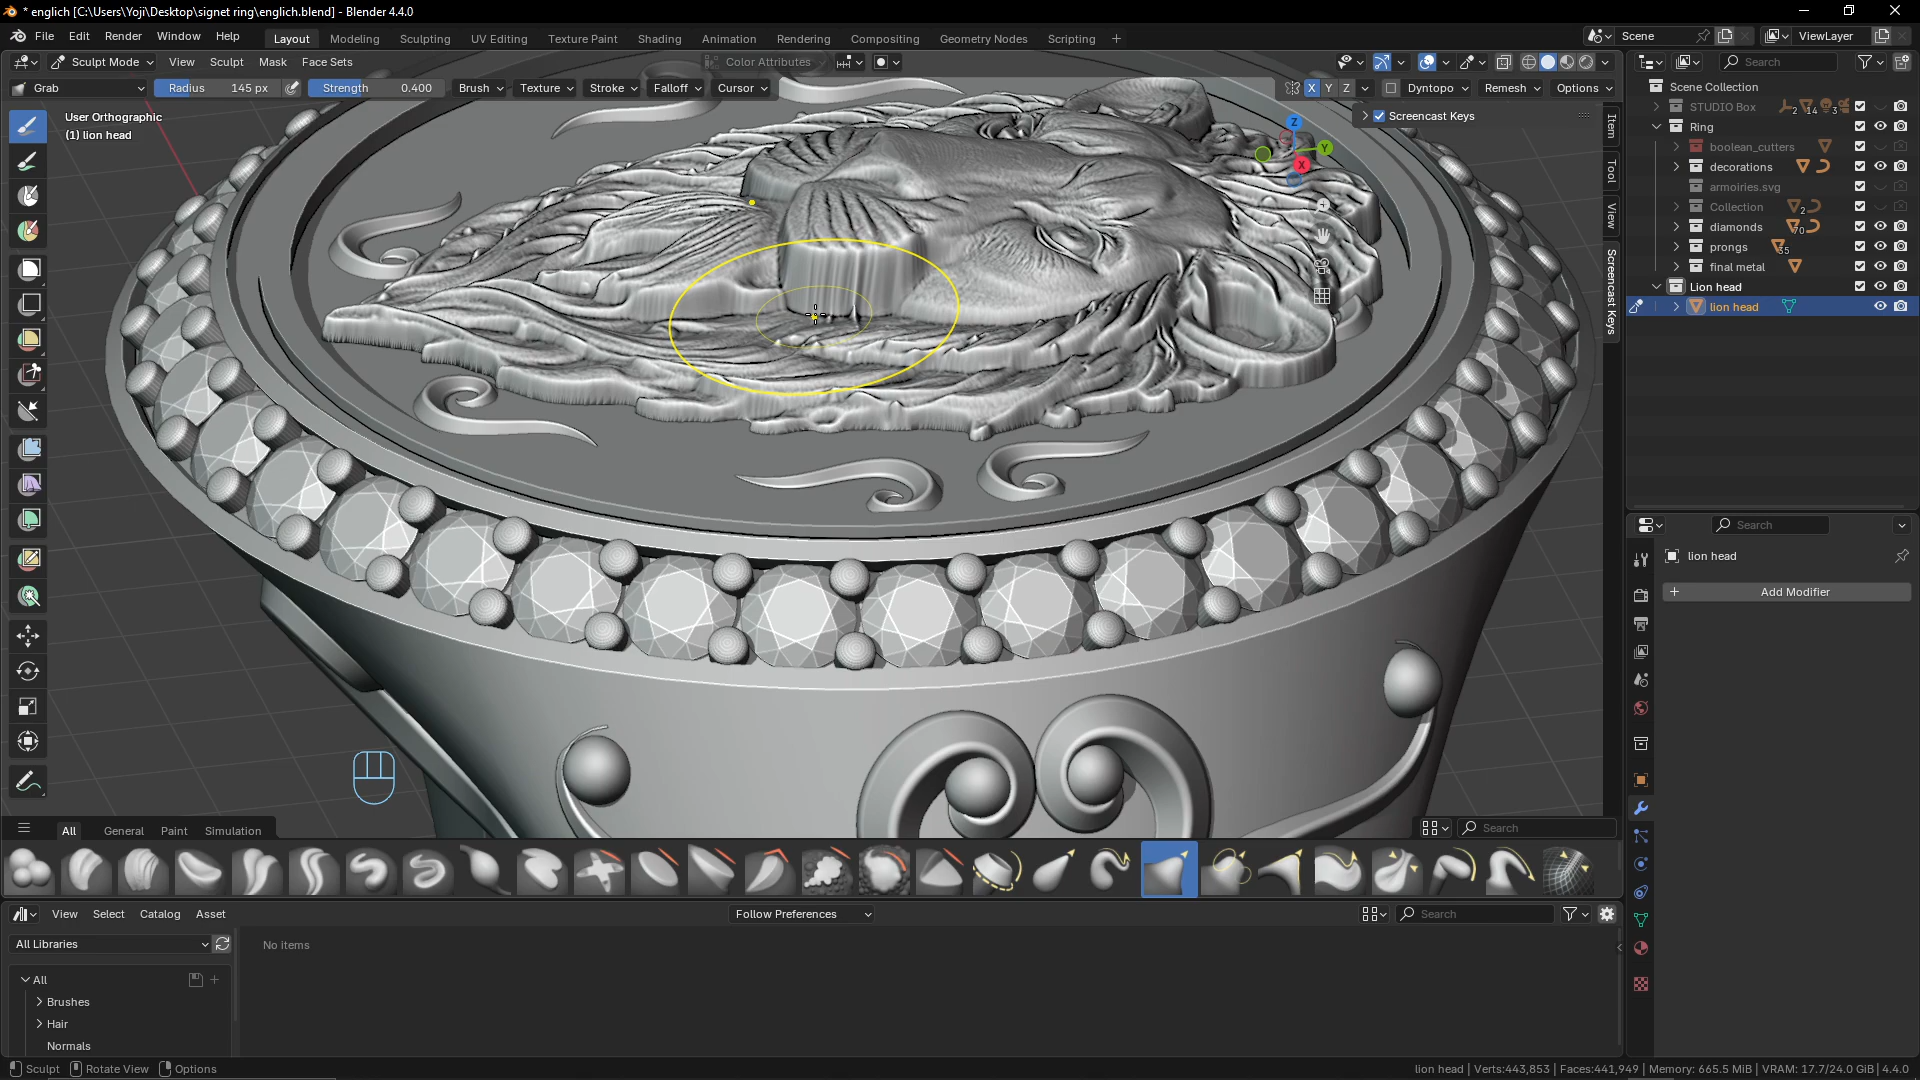 * englich [C:\Users\Yoji\Desktop\signet ring\englich.blend] - Blender 4.4.0
File Edit Render Window Help
Layout Modeling Sculpting UV Editing Texture Paint Shading Animation Rendering Compositing Geometry Nodes Scripting +
Scene
ViewLayer
Sculpt Mode View Sculpt Mask Face Sets
Color Attributes
Search
Grab
Radius 145 px
Strength 0.400
Brush Texture Stroke Falloff Cursor
X Y Z
Dyntopo Remesh Options
User Orthographic
(1) lion head
Screencast Keys
Z
Y
X
Item
Tool
View
Screencast Keys
Scene Collection
STUDIO Box 2 14 3
Ring
boolean_cutters
decorations
armoiries.svg
Collection 2
diamonds 70
prongs 35
final metal
Lion head
lion head
Search
lion head
+ Add Modifier
All General Paint Simulation
Search
View Select Catalog Asset
Follow Preferences
Search
All Libraries
No items
All
Brushes
Hair
Normals
Sculpt Rotate View Options
lion head | Verts:443,853 | Faces:441,949 | Memory: 665.5 MiB | VRAM: 17.7/24.0 GiB | 4.4.0